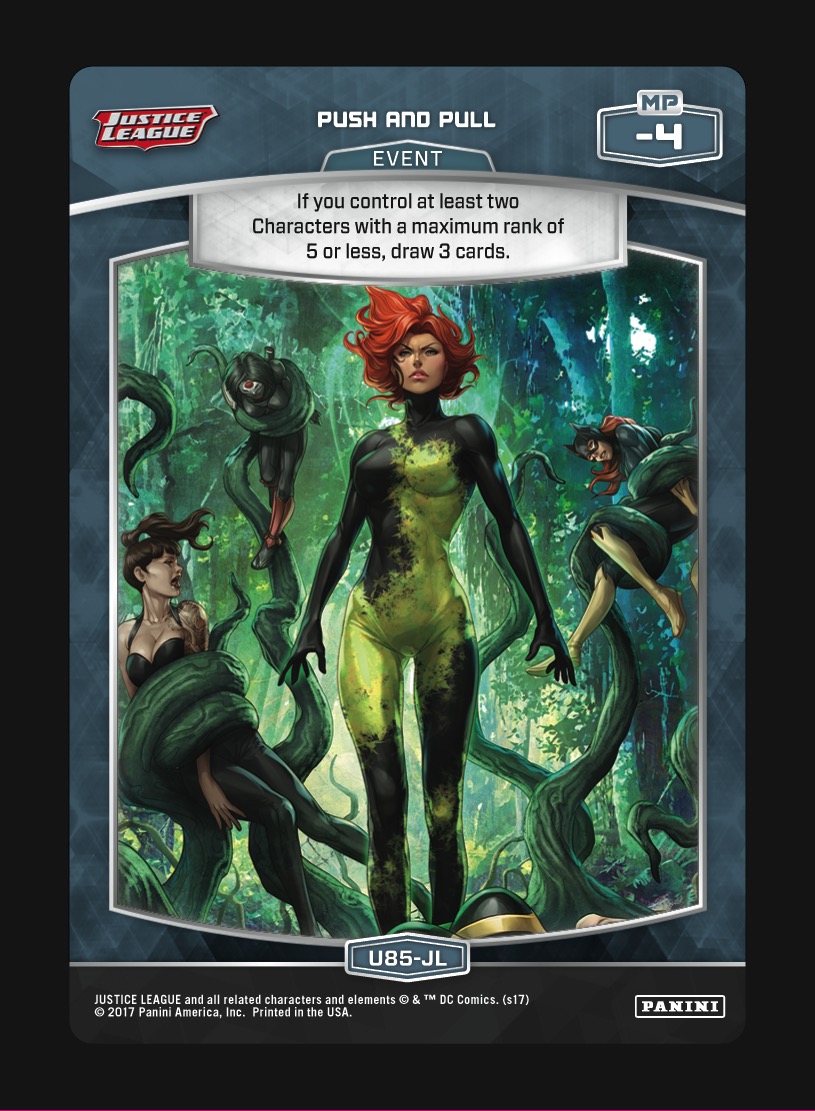 JUSTICE
LEAGUE
PUSH AND PULL
MP
-4
EVENT
If you control at least two
Characters with a maximum rank of
5 or less, draw 3 cards.
U85-JL
JUSTICE LEAGUE and all related characters and elements © & ™ DC Comics. (s17)
© 2017 Panini America, Inc. Printed in the USA.
PANINI